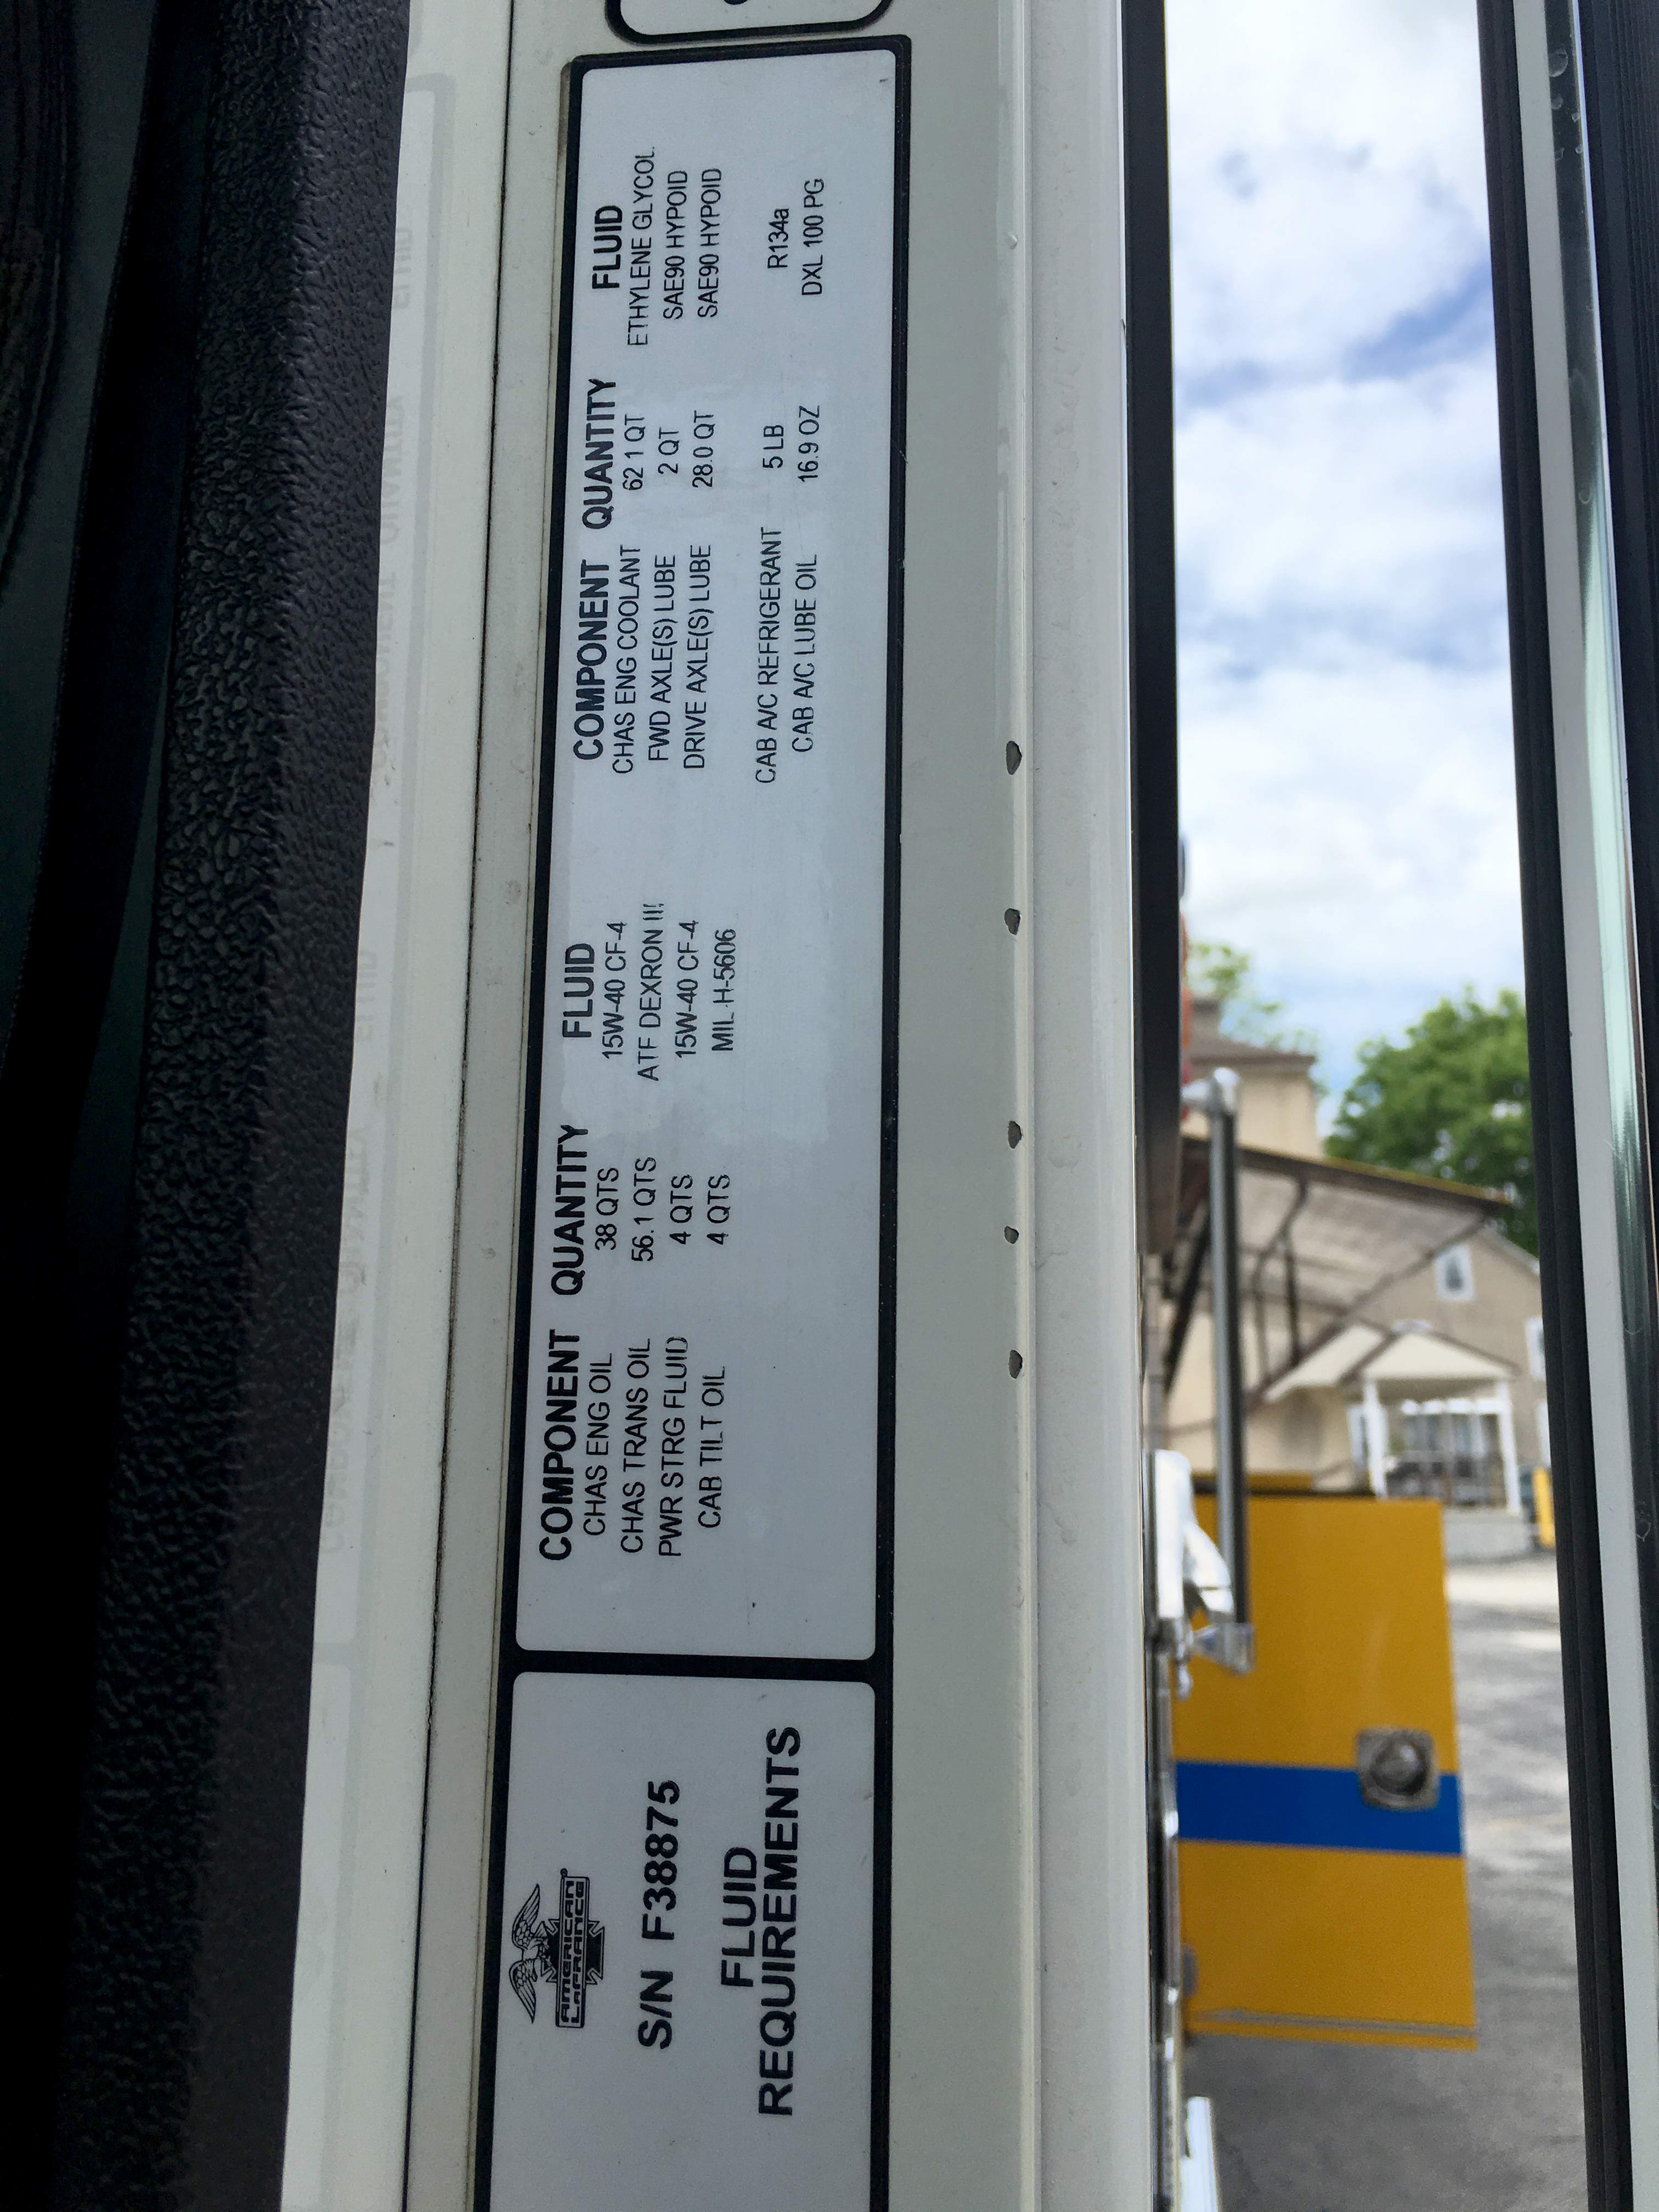 AMERICAN
LAFRANCE
S/N F38875
FLUID
REQUIREMENTS
COMPONENT QUANTITY FLUID COMPONENT QUANTITY FLUID
CHAS ENG OIL 38 QTS 15W-40 CF-4 CHAS ENG COOLANT 62 1 QT ETHYLENE GLYCOL
CHAS TRANS OIL 56.1 QTS ATF DEXRON III FWD AXLE(S) LUBE 2 QT SAE90 HYPOID
PWR STRG FLUID 4 QTS 15W-40 CF-4 DRIVE AXLE(S) LUBE 28.0 QT SAE90 HYPOID
CAB TILT OIL 4 QTS MIL-H-5606
CAB A/C REFRIGERANT 5 LB R134a
CAB A/C LUBE OIL 16.9 OZ DXL 100 PG